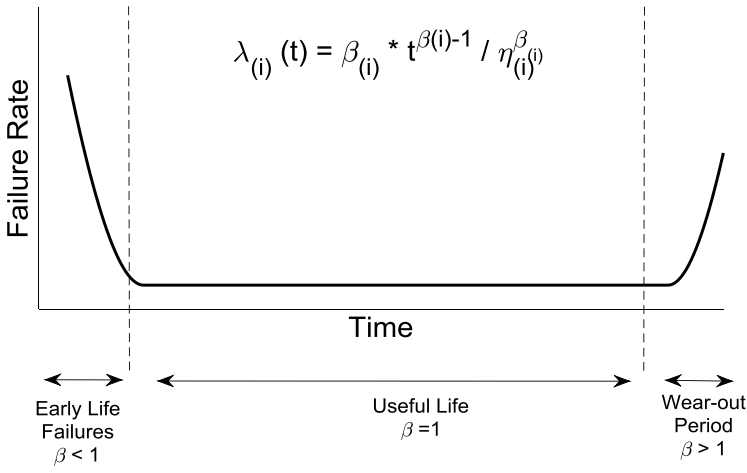 λ(i) (t) = β(i) * t^β(i)-1 / η(i)^β(i)
Failure Rate
Time
Early Life
Failures
β < 1
Useful Life
β =1
Wear-out
Period
β > 1